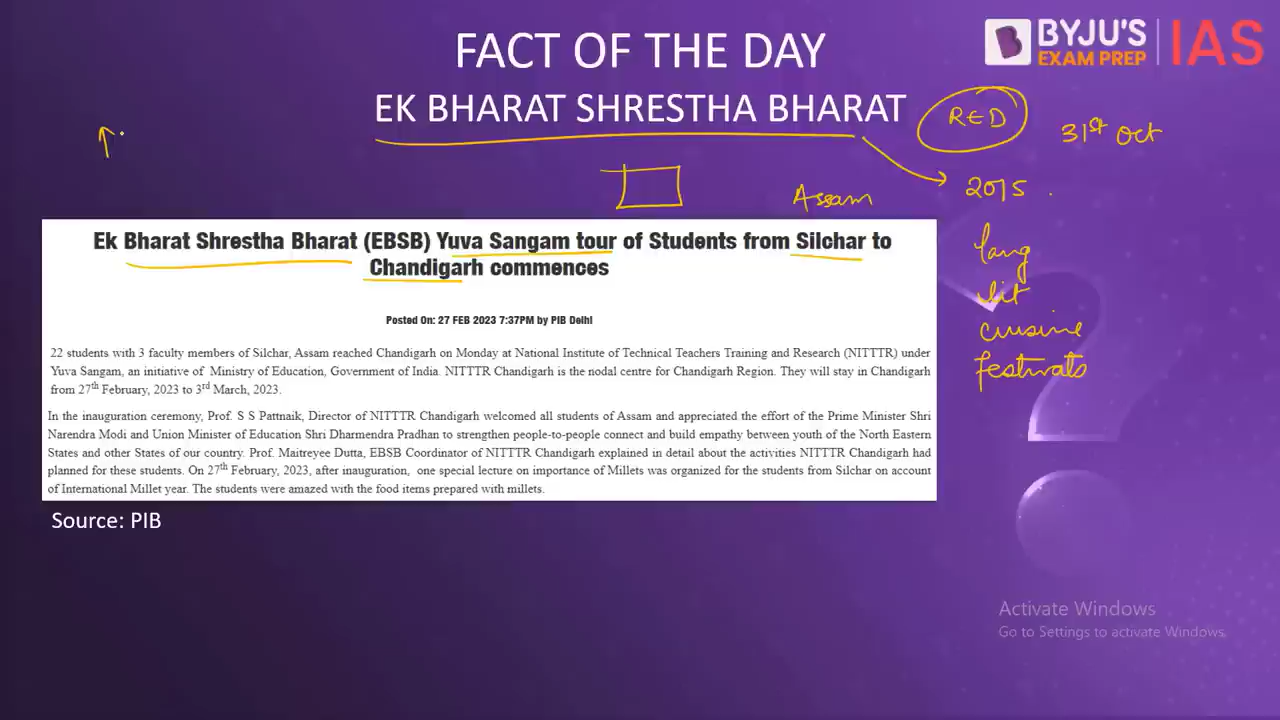 FACT OF THE DAY
BYJU'S
EXAM PREP
IAS
EK BHARAT SHRESTHA BHARAT
RED
31st Oct
2015
Assam
lang
lit
cuisine
festivals
Ek Bharat Shrestha Bharat (EBSB) Yuva Sangam tour of Students from Silchar to
Chandigarh commences
Posted On: 27 FEB 2023 7:37PM by PIB Delhi
22 students with 3 faculty members of Silchar, Assam reached Chandigarh on Monday at National Institute of Technical Teachers Training and Research (NITTTR) under
Yuva Sangam, an initiative of Ministry of Education, Government of India. NITTTR Chandigarh is the nodal centre for Chandigarh Region. They will stay in Chandigarh
from 27th February, 2023 to 3rd March, 2023.
In the inauguration ceremony, Prof. S S Pattnaik, Director of NITTTR Chandigarh welcomed all students of Assam and appreciated the effort of the Prime Minister Shri
Narendra Modi and Union Minister of Education Shri Dharmendra Pradhan to strengthen people-to-people connect and build empathy between youth of the North Eastern
States and other States of our country. Prof. Maitreyee Dutta, EBSB Coordinator of NITTTR Chandigarh explained in detail about the activities NITTTR Chandigarh had
planned for these students. On 27th February, 2023, after inauguration, one special lecture on importance of Millets was organized for the students from Silchar on account
of International Millet year. The students were amazed with the food items prepared with millets.
Source: PIB
Activate Windows
Go to Settings to activate Windows.